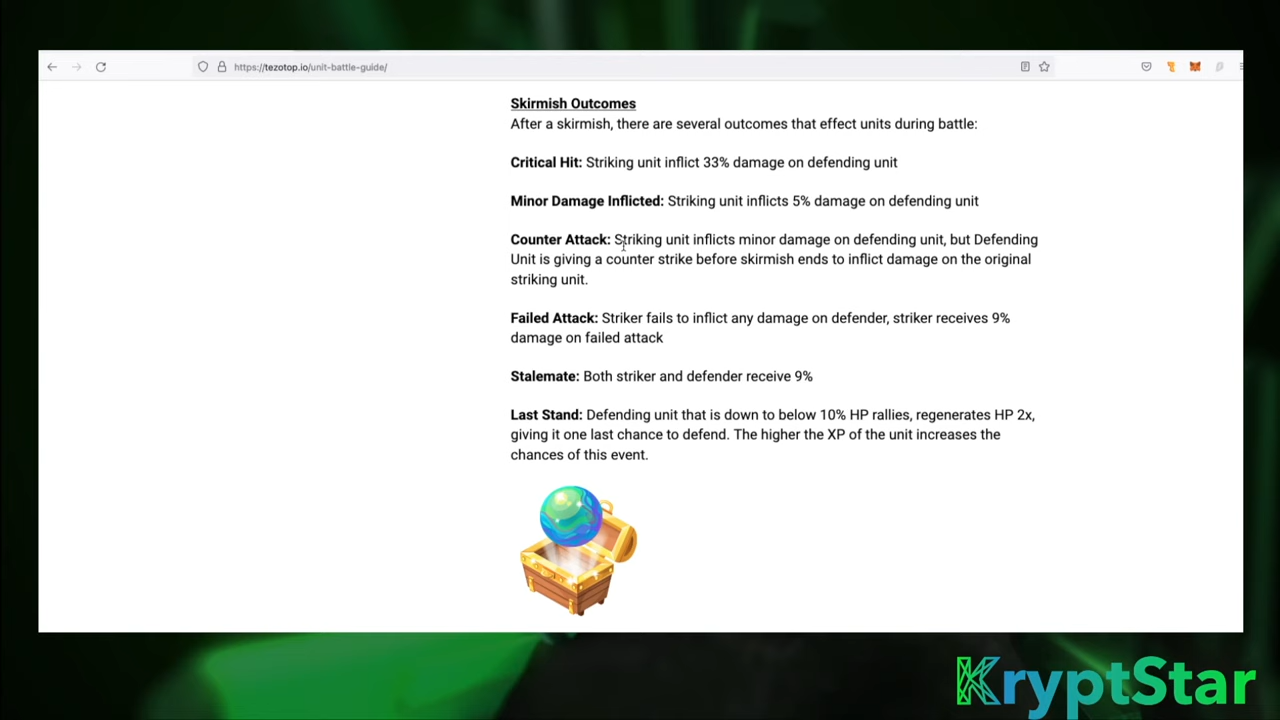 https://tezotop.io/unit-battle-guide/
Skirmish Outcomes
After a skirmish, there are several outcomes that effect units during battle:
Critical Hit: Striking unit inflict 33% damage on defending unit
Minor Damage Inflicted: Striking unit inflicts 5% damage on defending unit
Counter Attack: Striking unit inflicts minor damage on defending unit, but Defending
Unit is giving a counter strike before skirmish ends to inflict damage on the original
striking unit.
Failed Attack: Striker fails to inflict any damage on defender, striker receives 9%
damage on failed attack
Stalemate: Both striker and defender receive 9%
Last Stand: Defending unit that is down to below 10% HP rallies, regenerates HP 2x,
giving it one last chance to defend. The higher the XP of the unit increases the
chances of this event.
KryptStar